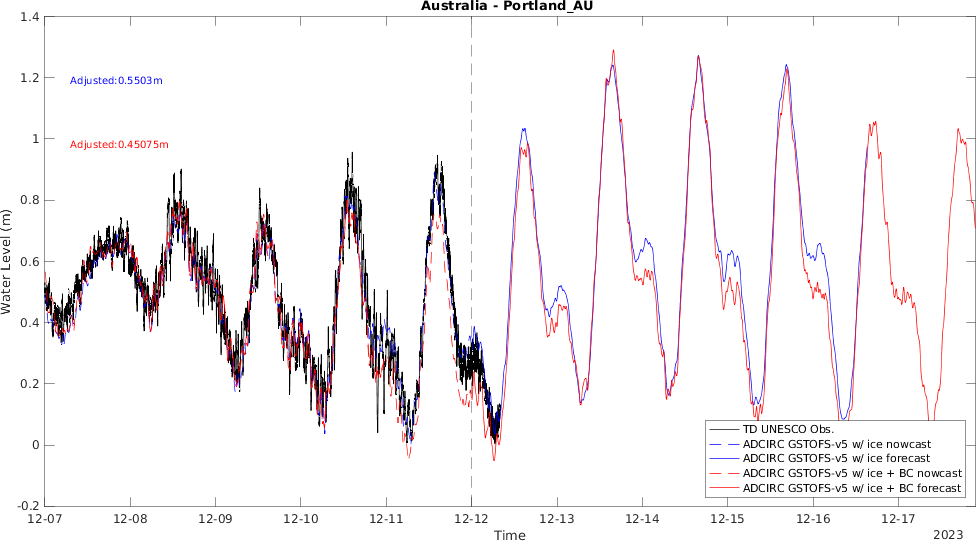 Australia - Portland_AU
1.4
1.2
1
0.8
0.6
0.4
0.2
0
-0.2
Water Level (m)
Adjusted:0.5503m
Adjusted:0.45075m
TD UNESCO Obs.
ADCIRC GSTOFS-v5 w/ ice nowcast
ADCIRC GSTOFS-v5 w/ ice forecast
ADCIRC GSTOFS-v5 w/ ice + BC nowcast
ADCIRC GSTOFS-v5 w/ ice + BC forecast
12-07 12-08 12-09 12-10 12-11 12-12 12-13 12-14 12-15 12-16 12-17
Time
2023